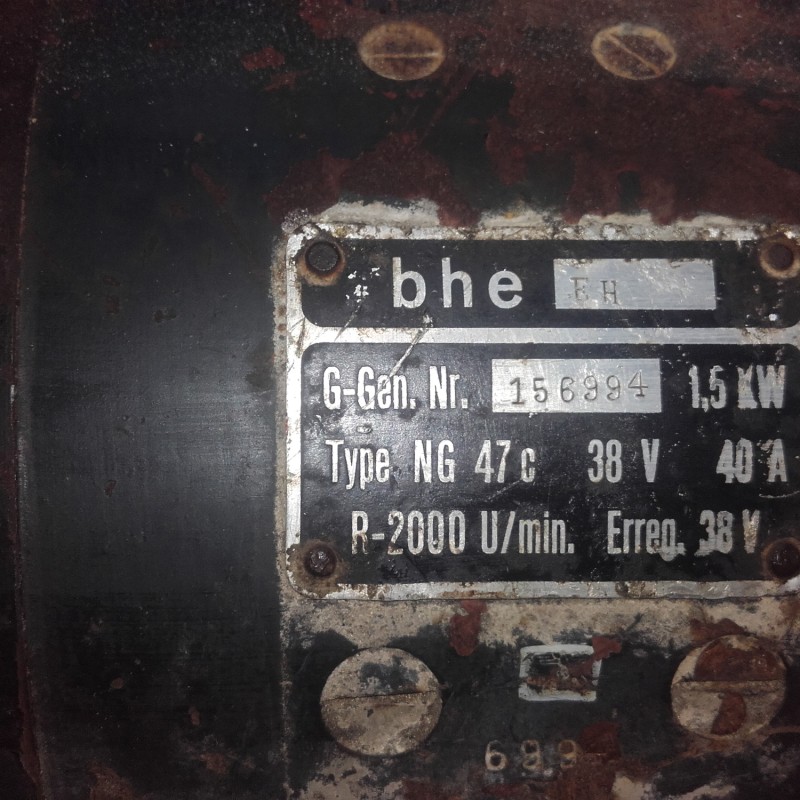 bhe EH
G-Gen. Nr. 156994 1,5 KW
Type NG 47c 38 V 40 A
R-2000 U/min. Erreg. 38 V
699